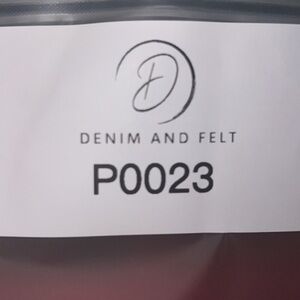 D
DENIM AND FELT
P0023